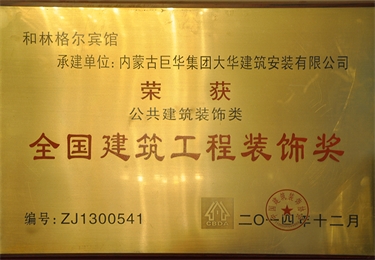 和林格尔宾馆
承建单位:内蒙古巨华集团大华建筑安装有限公司
荣获
公共建筑装饰类
全国建筑工程装饰奖
编号:ZJ1300541
二〇一四年十二月